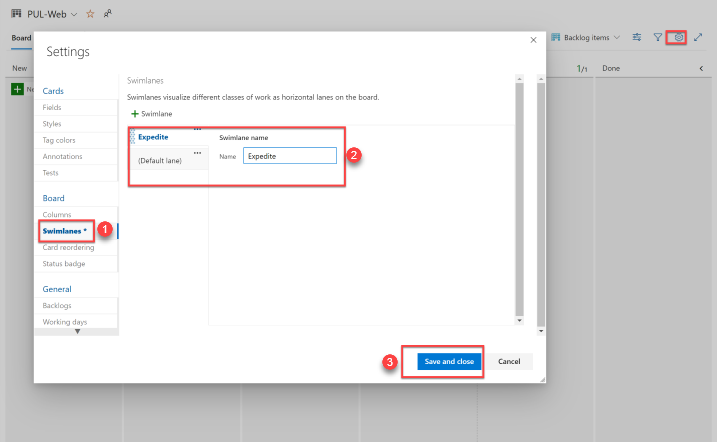 PUL-Web
Board
Backlog items
New
1/1
Done
Ne
Settings
Cards
Fields
Styles
Tag colors
Annotations
Tests
Board
Columns
Swimlanes *
1
Card reordering
Status badge
General
Backlogs
Working days
Swimlanes
Swimlanes visualize different classes of work as horizontal lanes on the board.
+ Swimlane
Expedite
(Default lane)
Swimlane name
Name Expedite
2
3
Save and close
Cancel